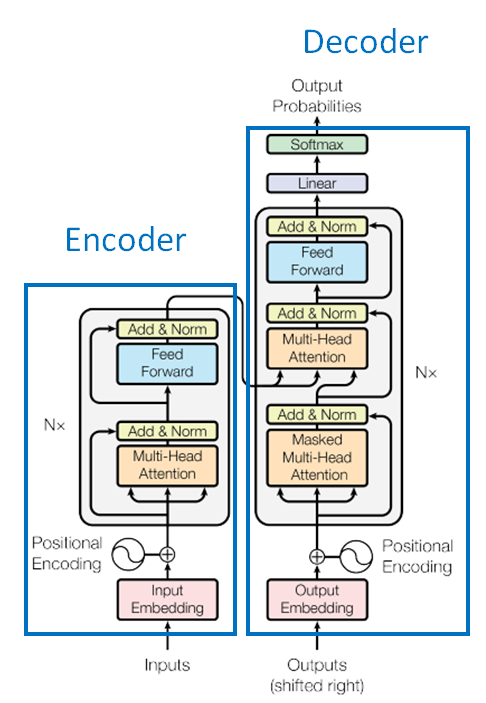 Decoder
Output
Probabilities
Softmax
Linear
Add & Norm
Feed
Forward
Add & Norm
Multi-Head
Attention
Nx
Add & Norm
Masked
Multi-Head
Attention
Positional
Encoding
Output
Embedding
Outputs
(shifted right)
Encoder
Add & Norm
Feed
Forward
Nx
Add & Norm
Multi-Head
Attention
Positional
Encoding
Input
Embedding
Inputs